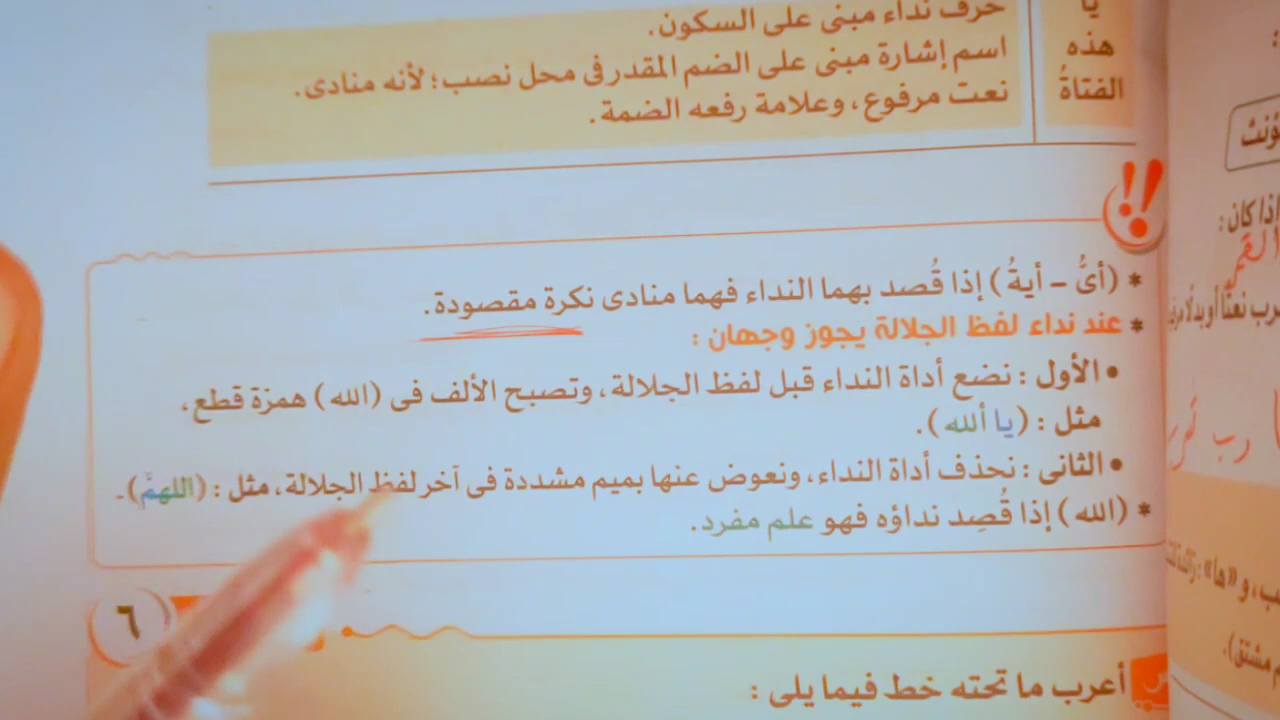 يا حرف نداء مبنى على السكون.
هذه اسم إشارة مبنى على الضم المقدر فى محل نصب؛ لأنه منادى.
الفتاةُ نعت مرفوع، وعلامة رفعه الضمة.
!!
* (أىُّ - أيةُ) إذا قُصد بهما النداء فهما منادى نكرة مقصودة.
* عند نداء لفظ الجلالة يجوز وجهان :
• الأول : نضع أداة النداء قبل لفظ الجلالة، وتصبح الألف فى (الله) همزة قطع،
مثل : (يا ألله).
• الثانى : نحذف أداة النداء، ونعوض عنها بميم مشددة فى آخر لفظ الجلالة، مثل : (اللهمَّ).
* (الله) إذا قُصِد نداؤه فهو علم مفرد.
٦
أعرب ما تحته خط فيما يلى :
إذا كان :